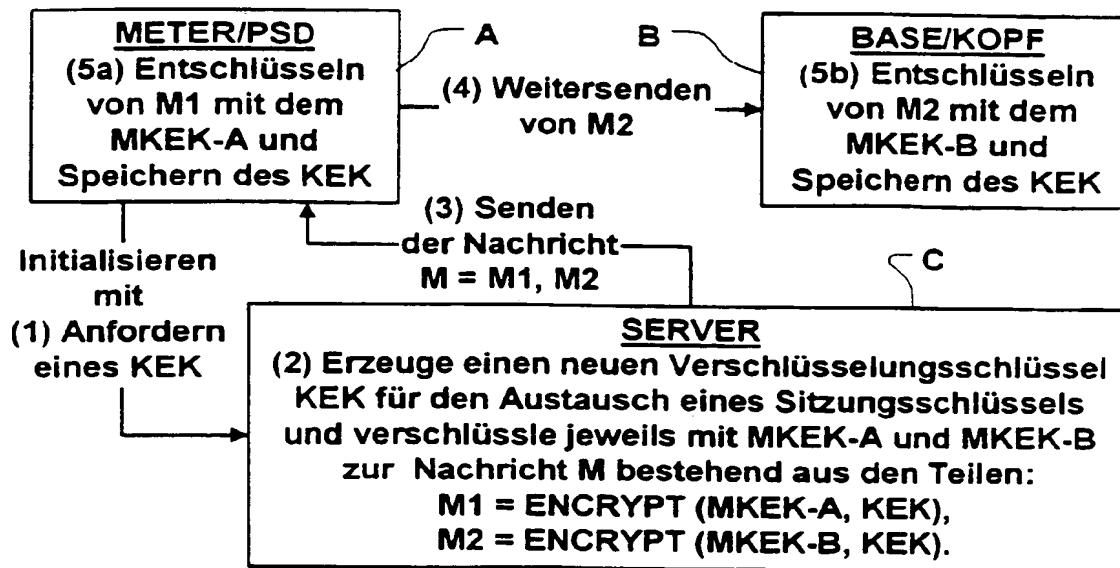 METER/PSD
(5a) Entschlüsseln
von M1 mit dem
MKEK-A und
Speichern des KEK
A
B
(4) Weitersenden
von M2
BASE/KOPF
(5b) Entschlüsseln
von M2 mit dem
MKEK-B und
Speichern des KEK
(3) Senden
der Nachricht
M = M1, M2
Initialisieren
mit
(1) Anfordern
eines KEK
C
SERVER
(2) Erzeuge einen neuen Verschlüsselungsschlüssel
KEK für den Austausch eines Sitzungsschlüssels
und verschlüssle jeweils mit MKEK-A und MKEK-B
zur Nachricht M bestehend aus den Teilen:
M1 = ENCRYPT (MKEK-A, KEK),
M2 = ENCRYPT (MKEK-B, KEK).